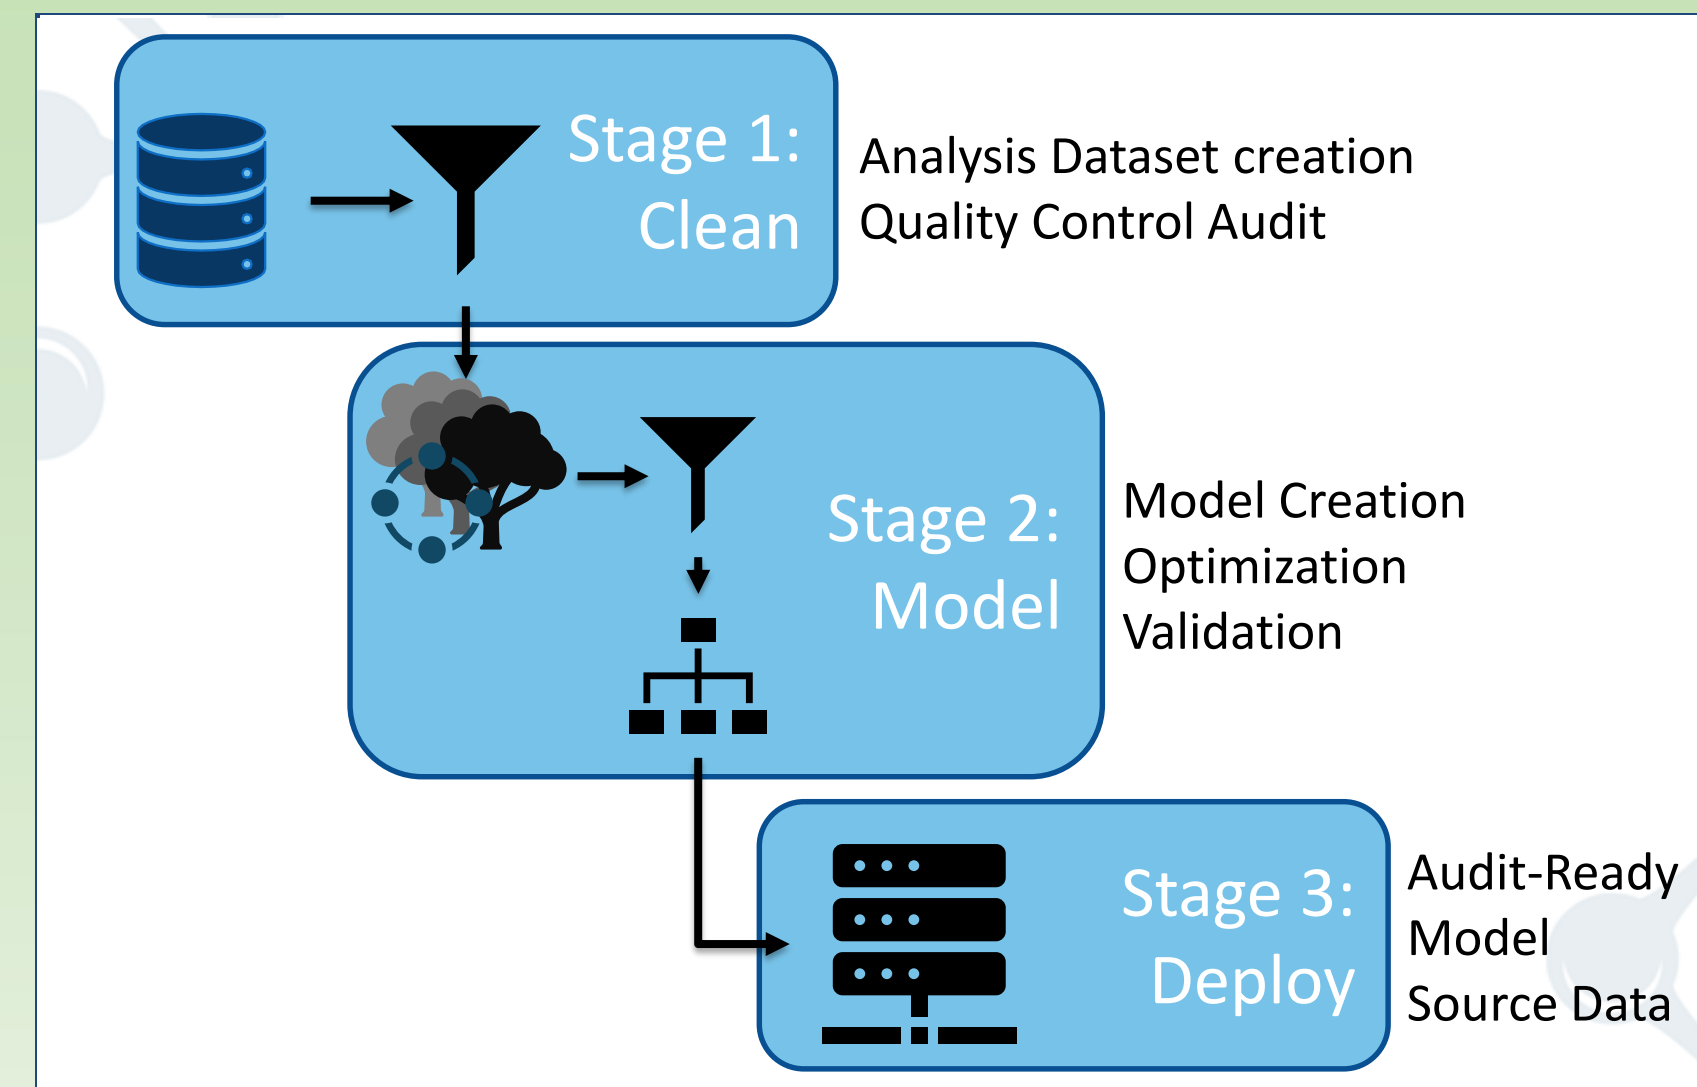 Stage 1:
Clean
Analysis Dataset creation
Quality Control Audit
Stage 2:
Model
Model Creation
Optimization
Validation
Stage 3:
Deploy
Audit-Ready
Model
Source Data